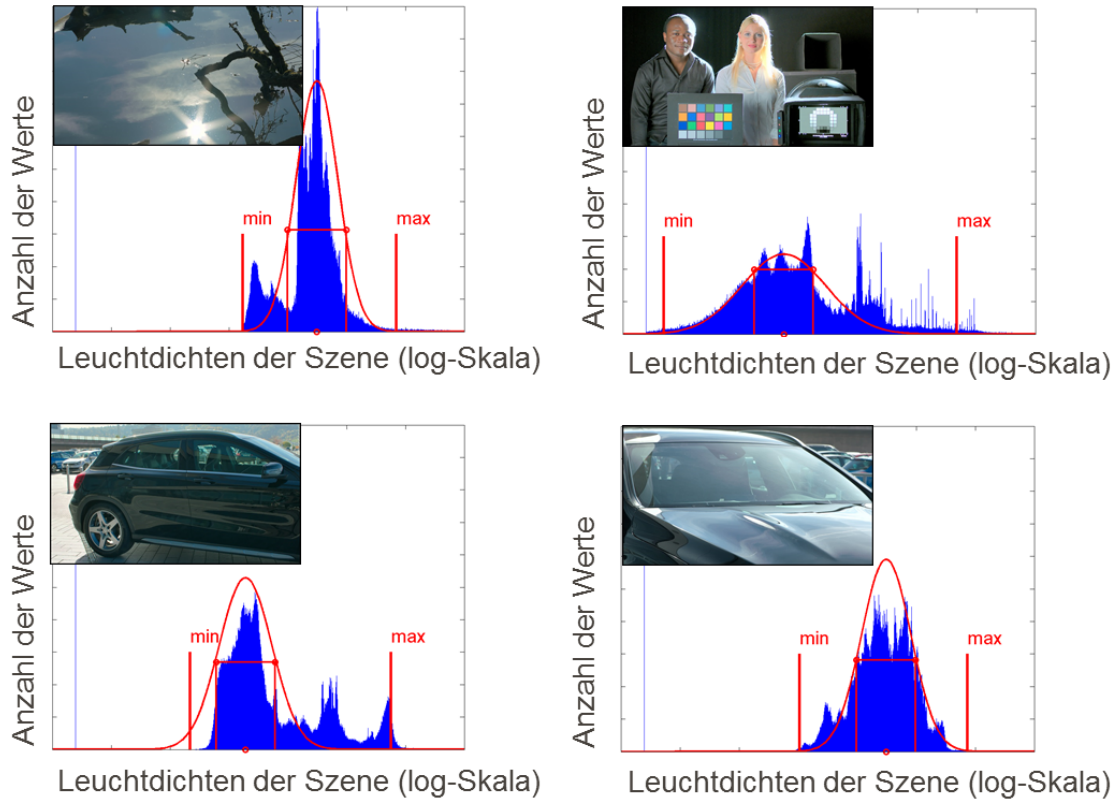 Anzahl der Werte
min
max
Leuchtdichten der Szene (log-Skala)
Anzahl der Werte
min
max
Leuchtdichten der Szene (log-Skala)
Anzahl der Werte
min
max
Leuchtdichten der Szene (log-Skala)
Anzahl der Werte
min
max
Leuchtdichten der Szene (log-Skala)